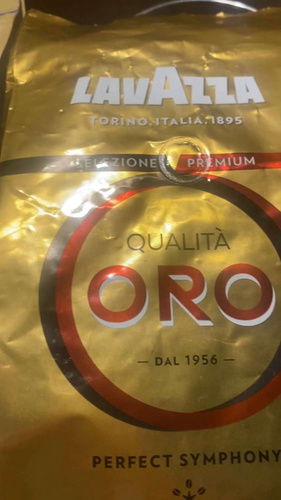 LAVAZZA
TORINO, ITALIA, 1895
SELEZIONE PREMIUM
QUALITÀ
ORO
— DAL 1956 —
PERFECT SYMPHONY